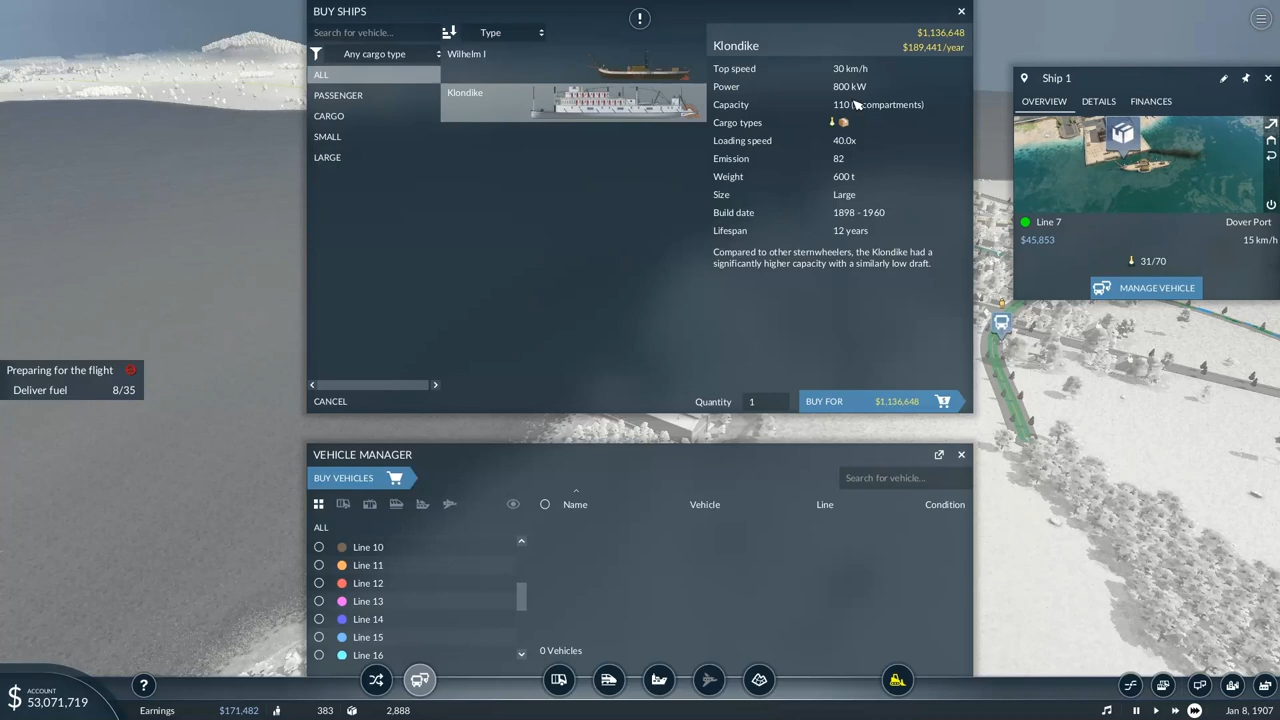 BUY SHIPS
Search for vehicle...
Type
Any cargo type
ALL
PASSENGER
CARGO
SMALL
LARGE
Wilhelm I
Klondike
Klondike
$1,136,648
$189,441/year
Top speed 30 km/h
Power 800 kW
Capacity 110 ( compartments)
Cargo types
Loading speed 40.0x
Emission 82
Weight 600 t
Size Large
Build date 1898 - 1960
Lifespan 12 years
Compared to other sternwheelers, the Klondike had a
significantly higher capacity with a similarly low draft.
CANCEL
Quantity 1
BUY FOR $1,136,648
Ship 1
OVERVIEW DETAILS FINANCES
Line 7 Dover Port
$45,853 15 km/h
31/70
MANAGE VEHICLE
Preparing for the flight
Deliver fuel 8/35
VEHICLE MANAGER
BUY VEHICLES
Search for vehicle...
Name Vehicle Line Condition
ALL
Line 10
Line 11
Line 12
Line 13
Line 14
Line 15
Line 16
0 Vehicles
$ ACCOUNT
53,071,719
?
Earnings $171,482 383 2,888
Jan 8, 1907